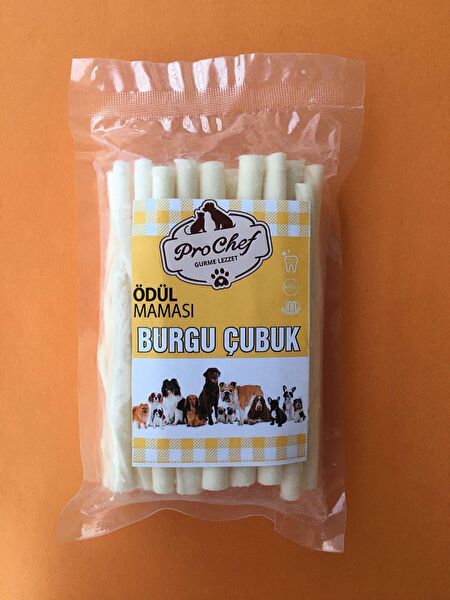 ProChef
GURME LEZZET
ÖDÜL
MAMASI
BURGU ÇUBUK